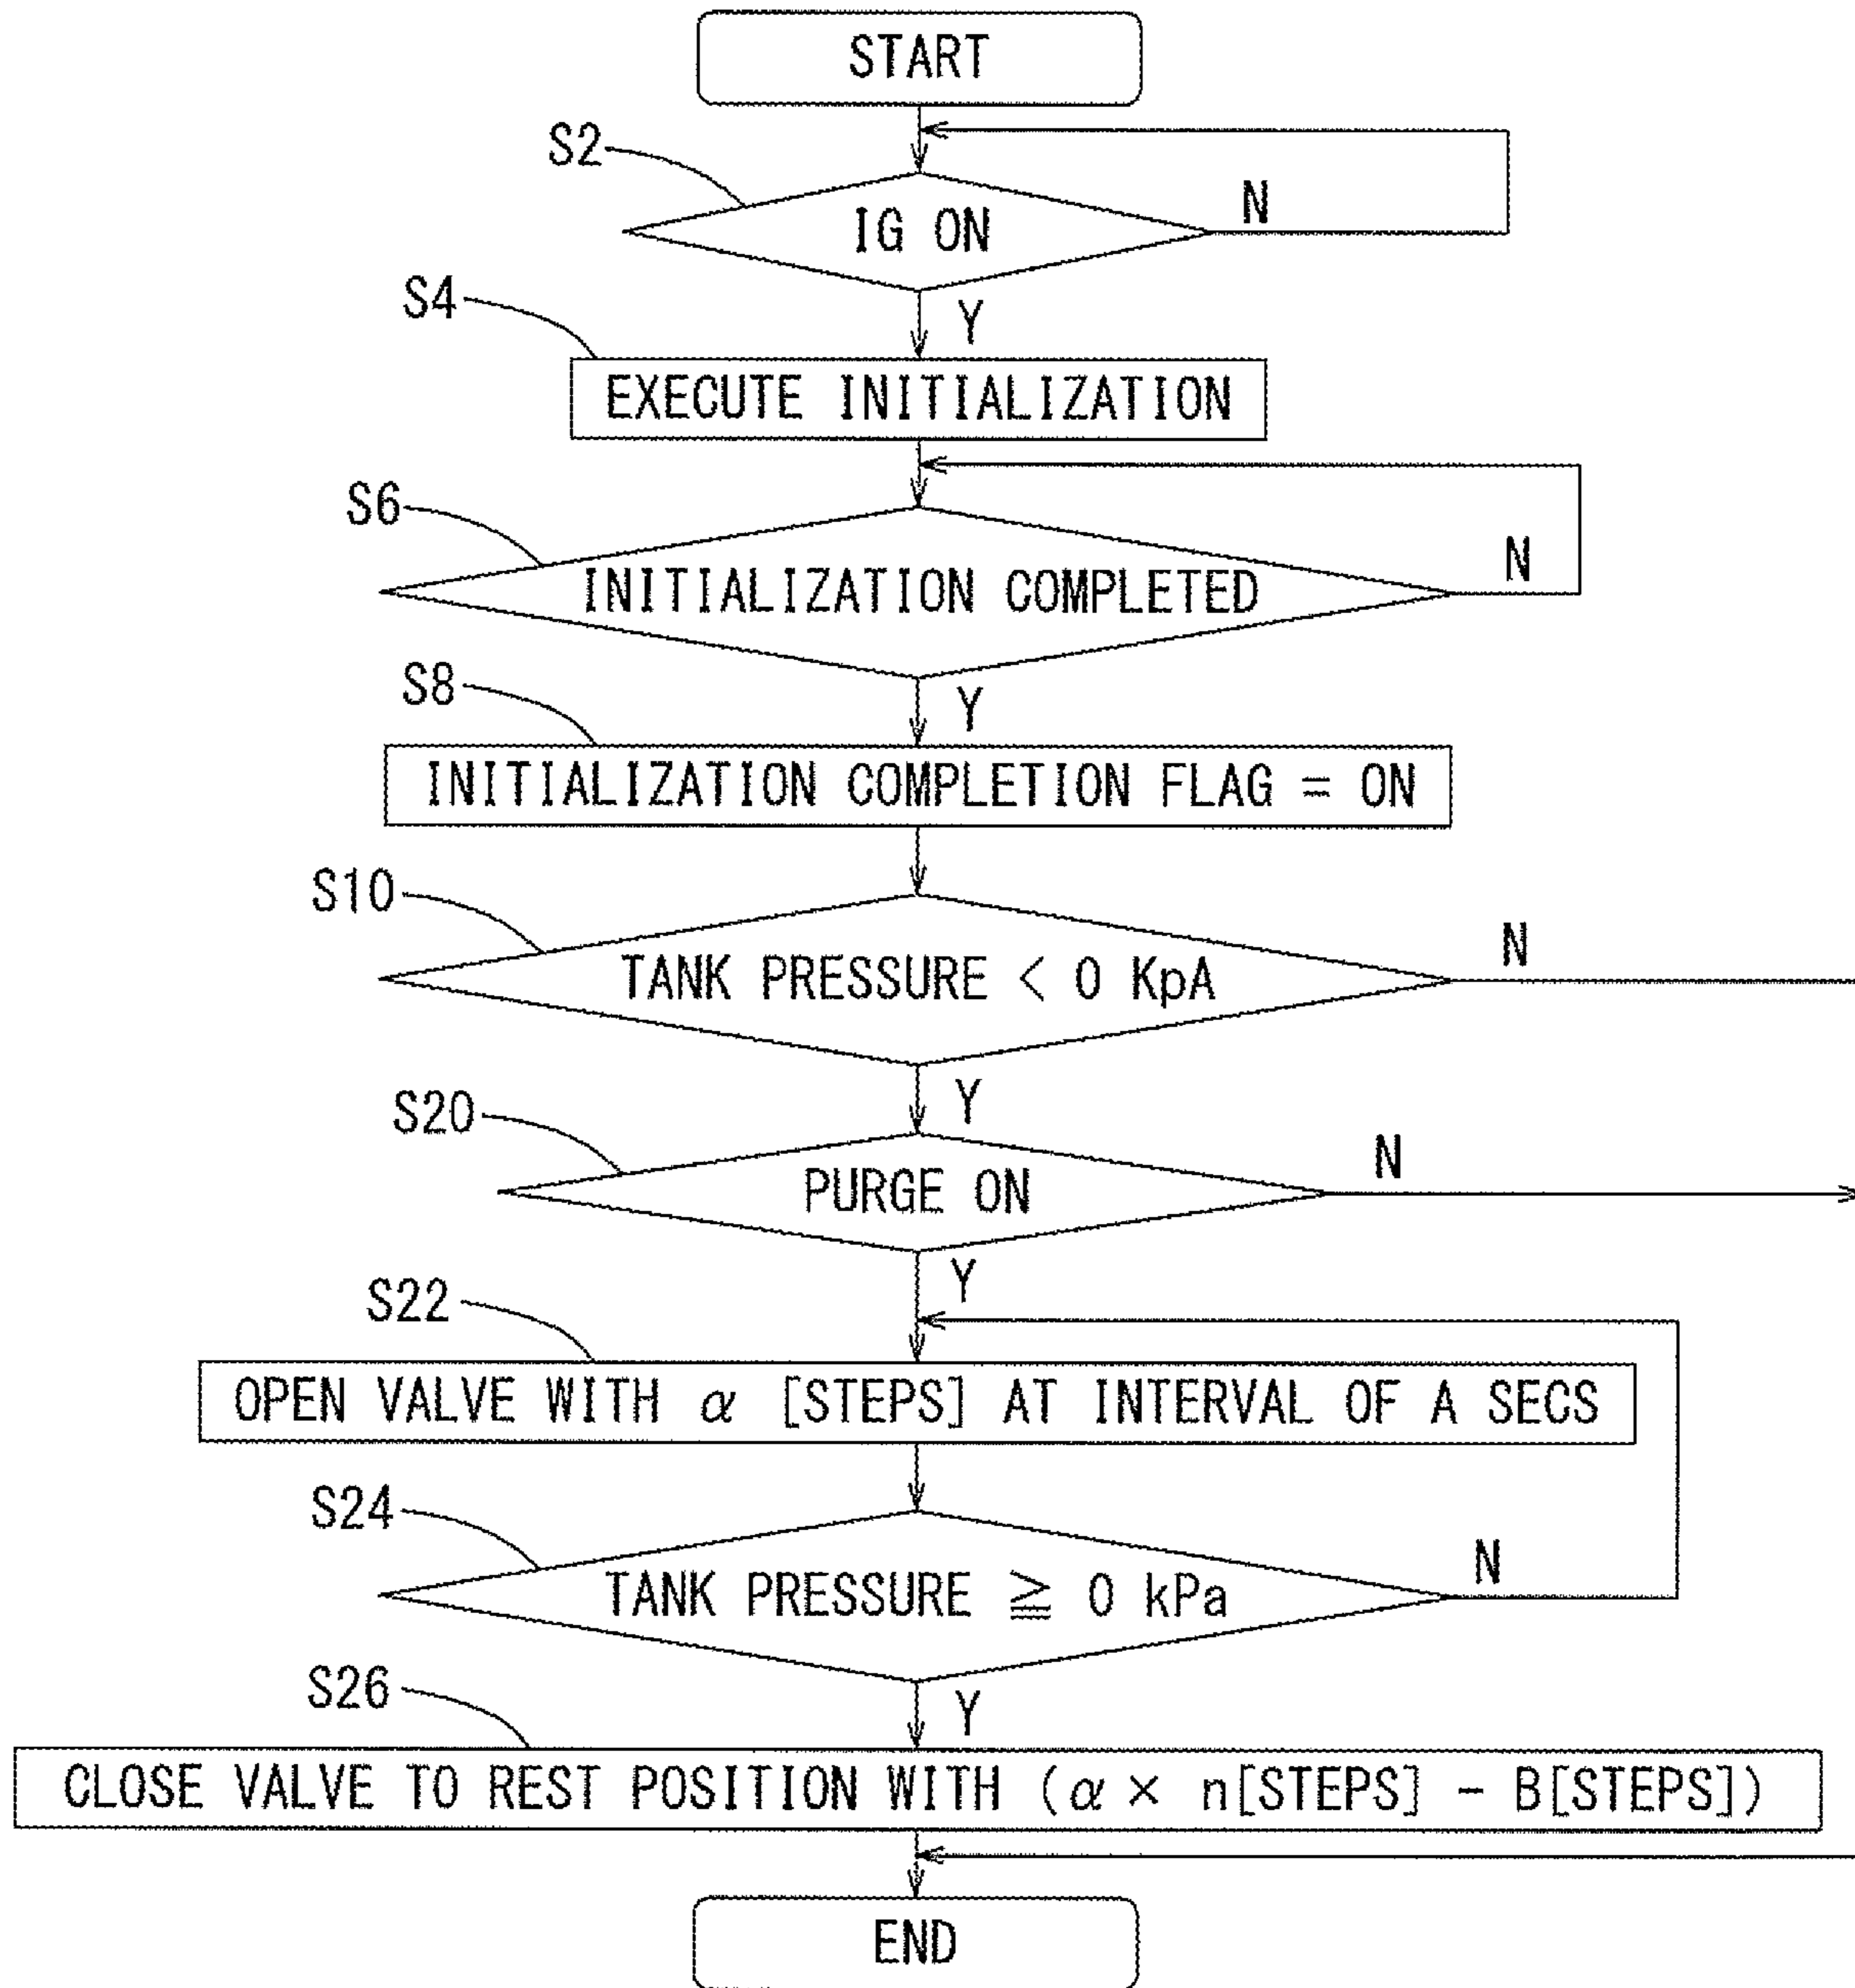 START
S2
IG ON
N
Y
S4
EXECUTE INITIALIZATION
S6
INITIALIZATION COMPLETED
N
Y
S8
INITIALIZATION COMPLETION FLAG = ON
S10
TANK PRESSURE < 0 KpA
N
Y
S20
PURGE ON
N
Y
S22
OPEN VALVE WITH α [STEPS] AT INTERVAL OF A SECS
S24
TANK PRESSURE ≧ 0 kPa
N
Y
S26
CLOSE VALVE TO REST POSITION WITH (α × n[STEPS] - B[STEPS])
END